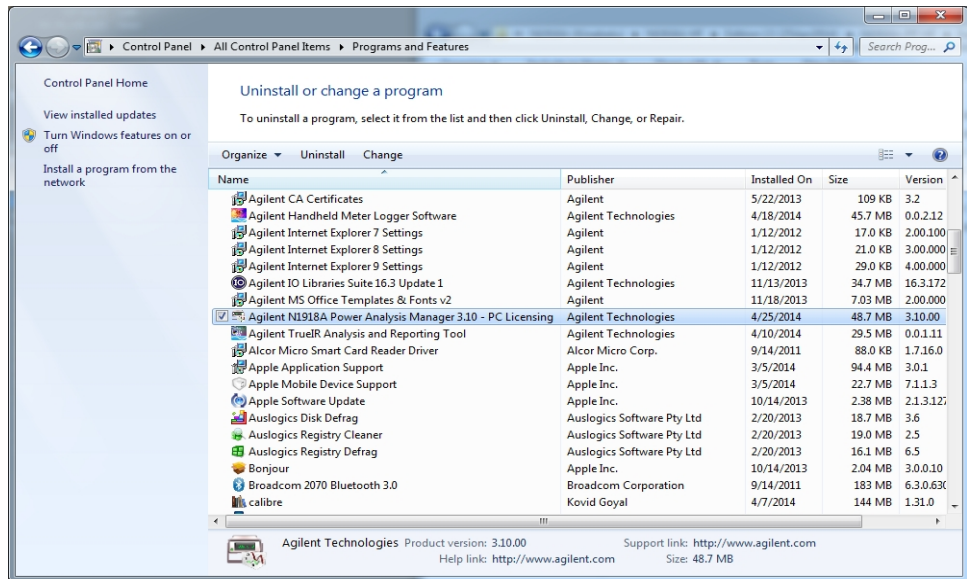 Control Panel All Control Panel Items Programs and Features
Search Prog...
Control Panel Home
View installed updates
Turn Windows features on or
off
Install a program from the
network
Uninstall or change a program
To uninstall a program, select it from the list and then click Uninstall, Change, or Repair.
Organize Uninstall Change
Name Publisher Installed On Size Version
Agilent CA Certificates Agilent 5/22/2013 109 KB 3.2
Agilent Handheld Meter Logger Software Agilent Technologies 4/18/2014 45.7 MB 0.0.2.12
Agilent Internet Explorer 7 Settings Agilent 1/12/2012 17.0 KB 2.00.100
Agilent Internet Explorer 8 Settings Agilent 1/12/2012 21.0 KB 3.00.000
Agilent Internet Explorer 9 Settings Agilent 1/12/2012 29.0 KB 4.00.000
Agilent IO Libraries Suite 16.3 Update 1 Agilent Technologies 11/13/2013 34.7 MB 16.3.172
Agilent MS Office Templates & Fonts v2 Agilent 11/18/2013 7.03 MB 2.00.000
Agilent N1918A Power Analysis Manager 3.10 - PC Licensing Agilent Technologies 4/25/2014 48.7 MB 3.10.00
Agilent TrueIR Analysis and Reporting Tool Agilent Technologies 4/10/2014 29.5 MB 0.0.1.11
Alcor Micro Smart Card Reader Driver Alcor Micro Corp. 9/14/2011 88.0 KB 1.7.16.0
Apple Application Support Apple Inc. 3/5/2014 94.4 MB 3.0.1
Apple Mobile Device Support Apple Inc. 3/5/2014 22.7 MB 7.1.1.3
Apple Software Update Apple Inc. 10/14/2013 2.38 MB 2.1.3.127
Auslogics Disk Defrag Auslogics Software Pty Ltd 2/20/2013 18.7 MB 3.6
Auslogics Registry Cleaner Auslogics Software Pty Ltd 2/20/2013 19.0 MB 2.5
Auslogics Registry Defrag Auslogics Software Pty Ltd 2/20/2013 16.1 MB 6.5
Bonjour Apple Inc. 10/14/2013 2.04 MB 3.0.0.10
Broadcom 2070 Bluetooth 3.0 Broadcom Corporation 9/14/2011 183 MB 6.3.0.630
calibre Kovid Goyal 4/7/2014 144 MB 1.31.0
Agilent Technologies Product version: 3.10.00 Support link: http://www.agilent.com
Help link: http://www.agilent.com Size: 48.7 MB